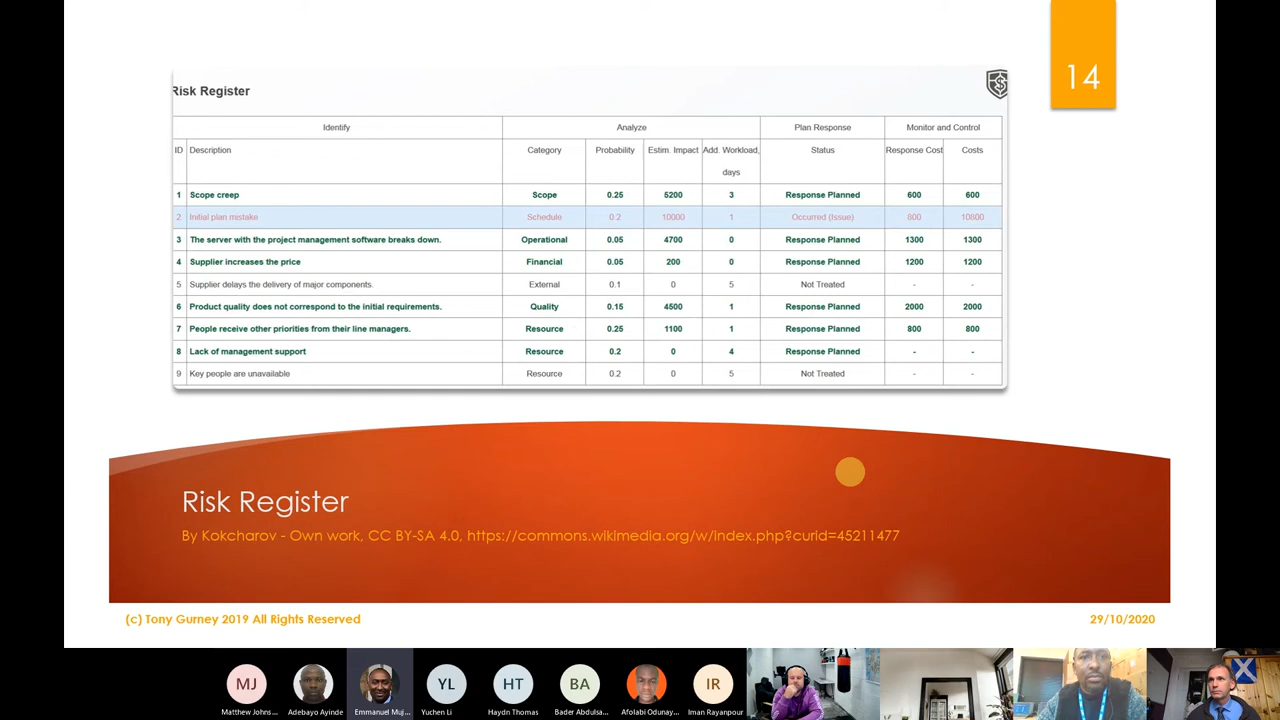 14
Risk Register
Identify Analyze Plan Response Monitor and Control
ID Description Category Probability Estim. Impact Add. Workload, days Status Response Cost Costs
1 Scope creep Scope 0.25 5200 3 Response Planned 600 600
2 Initial plan mistake Schedule 0.2 10000 1 Occurred (Issue) 800 10800
3 The server with the project management software breaks down. Operational 0.05 4700 0 Response Planned 1300 1300
4 Supplier increases the price Financial 0.05 200 0 Response Planned 1200 1200
5 Supplier delays the delivery of major components. External 0.1 0 5 Not Treated - -
6 Product quality does not correspond to the initial requirements. Quality 0.15 4500 1 Response Planned 2000 2000
7 People receive other priorities from their line managers. Resource 0.25 1100 1 Response Planned 800 800
8 Lack of management support Resource 0.2 0 4 Response Planned - -
9 Key people are unavailable Resource 0.2 0 5 Not Treated - -
Risk Register
By Kokcharov - Own work, CC BY-SA 4.0, https://commons.wikimedia.org/w/index.php?curid=45211477
(c) Tony Gurney 2019 All Rights Reserved 29/10/2020
MJ YL HT BA IR
Matthew Johns... Adebayo Ayinde Emmanuel Muj... Yuchen Li Haydn Thomas Bader Abdulsa... Afolabi Odunay... Iman Rayanpour